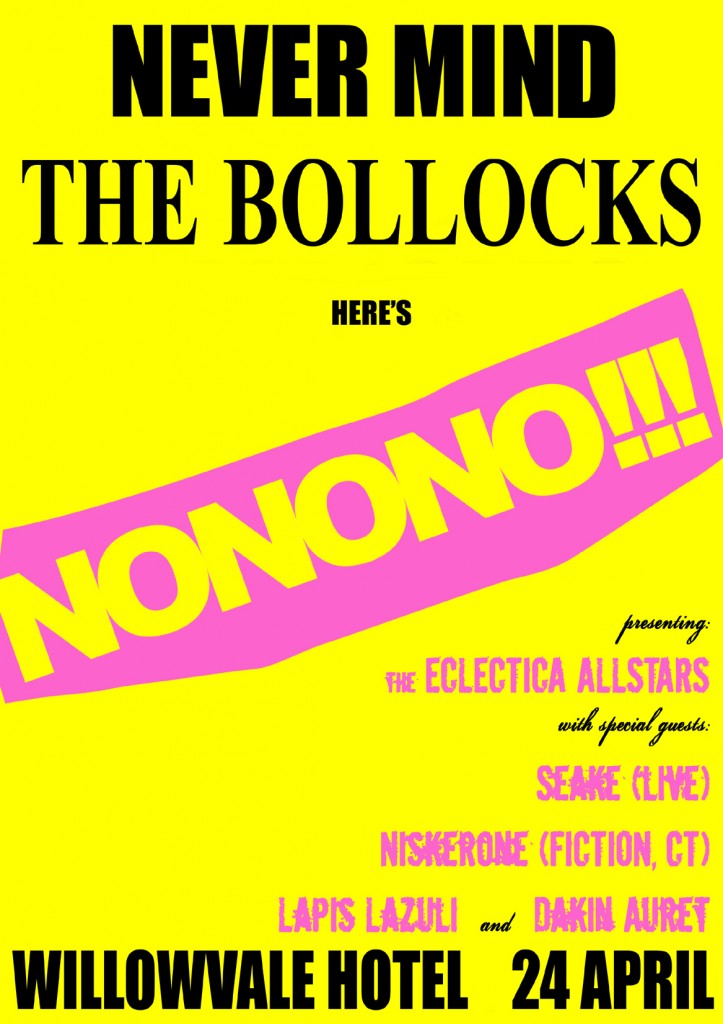 NEVER MIND
THE BOLLOCKS
HERE'S
NONONO!!!
presenting:
THE ECLECTICA ALLSTARS
with special guests:
SEAKE (LIVE)
NISKERONE (FICTION, CT)
LAPIS LAZULI and DAKIN AURET
WILLOWVALE HOTEL 24 APRIL